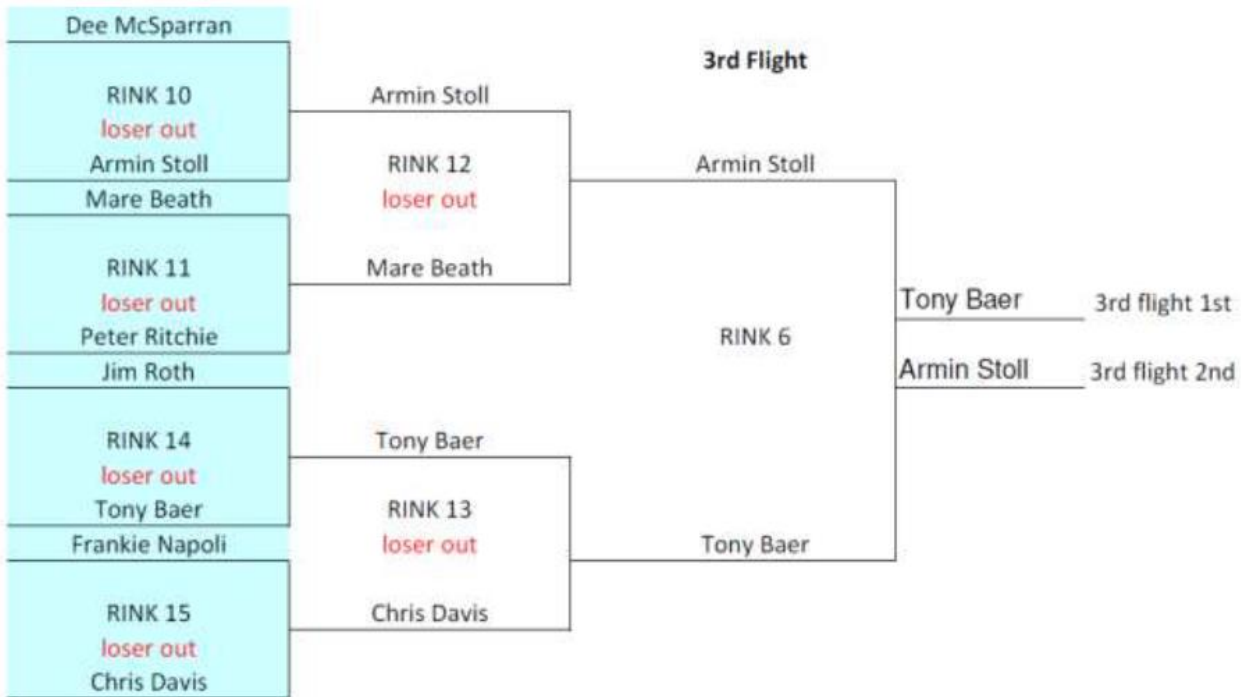 Dee McSparran
3rd Flight
RINK 10
loser out
Armin Stoll
Armin Stoll
Mare Beath
RINK 12
loser out
Armin Stoll
RINK 11
loser out
Peter Ritchie
Mare Beath
Jim Roth
RINK 6
Tony Baer
3rd flight 1st
Armin Stoll
3rd flight 2nd
RINK 14
loser out
Tony Baer
Tony Baer
Frankie Napoli
RINK 13
loser out
Tony Baer
RINK 15
loser out
Chris Davis
Chris Davis